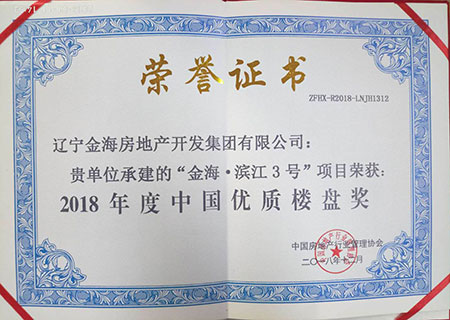 荣誉证书
ZFHX-R2018-LNJH1312
辽宁金海房地产开发集团有限公司：
贵单位承建的“金海·滨江3号”项目荣获：
2018年度中国优质楼盘奖
中国房地产行业管理协会
二〇一八年十二月